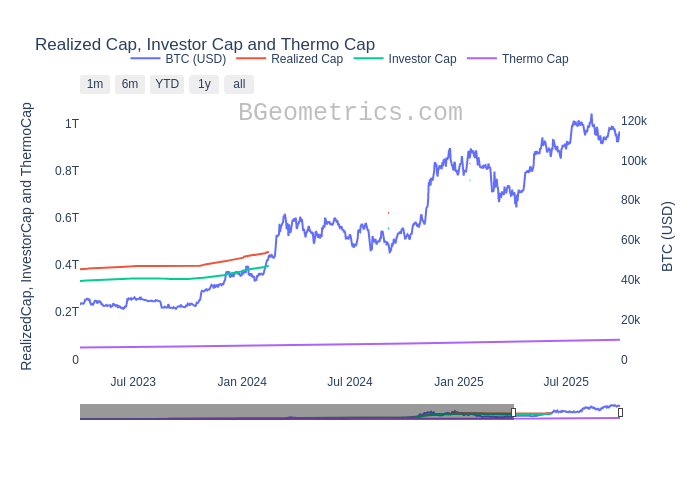 Realized Cap, Investor Cap and Thermo Cap
BTC (USD) Realized Cap Investor Cap Thermo Cap
1m 6m YTD 1y all
BGeometrics.com
RealizedCap, InvestorCap and ThermoCap
1T
0.8T
0.6T
0.4T
0.2T
0
120k
100k
80k
60k
40k
20k
0
BTC (USD)
Jul 2023 Jan 2024 Jul 2024 Jan 2025 Jul 2025